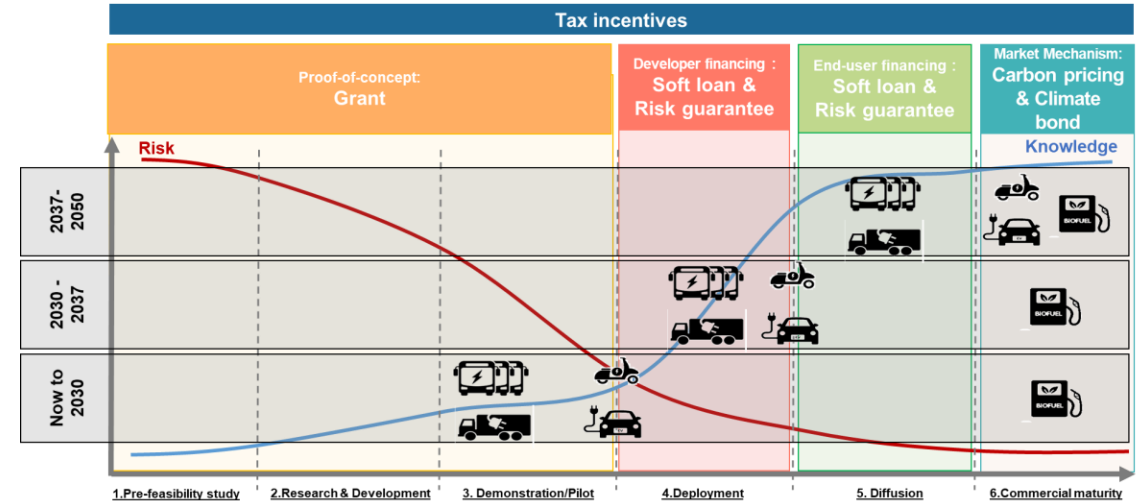 Tax incentives
Proof-of-concept:
Grant
Developer financing :
Soft loan &
Risk guarantee
End-user financing :
Soft loan &
Risk guarantee
Market Mechanism:
Carbon pricing
& Climate
bond
Risk
Knowledge
2037-
2050
BIOFUEL
2030 -
2037
BIOFUEL
Now to
2030
BIOFUEL
1.Pre-feasibility study
2.Research & Development
3. Demonstration/Pilot
4.Deployment
5. Diffusion
6.Commercial maturity